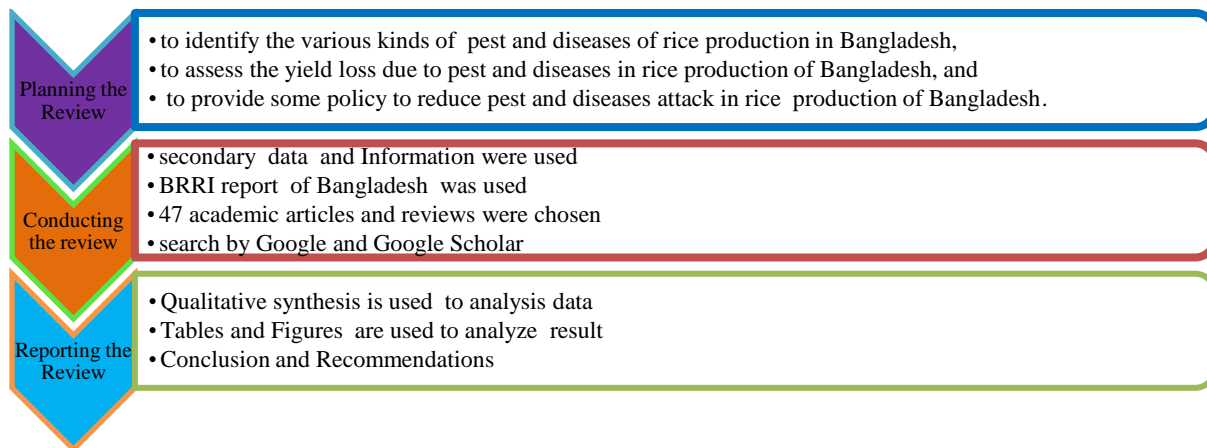 Planning the
Review
• to identify the various kinds of pest and diseases of rice production in Bangladesh,
• to assess the yield loss due to pest and diseases in rice production of Bangladesh, and
• to provide some policy to reduce pest and diseases attack in rice production of Bangladesh.
Conducting
the review
• secondary data and Information were used
• BRRI report of Bangladesh was used
• 47 academic articles and reviews were chosen
• search by Google and Google Scholar
Reporting the
Review
• Qualitative synthesis is used to analysis data
• Tables and Figures are used to analyze result
• Conclusion and Recommendations